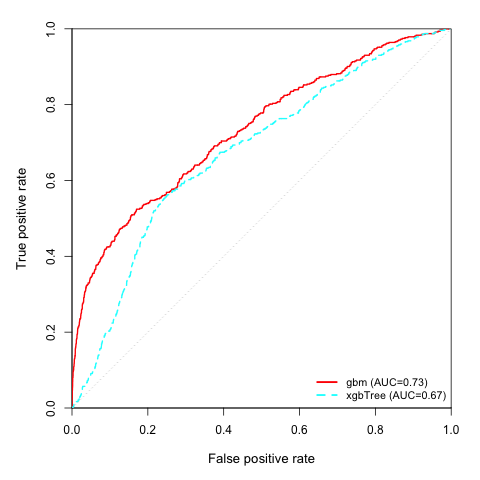 1.0
0.8
0.6
0.4
0.2
0.0
True positive rate
gbm (AUC=0.73)
xgbTree (AUC=0.67)
0.0 0.2 0.4 0.6 0.8 1.0
False positive rate